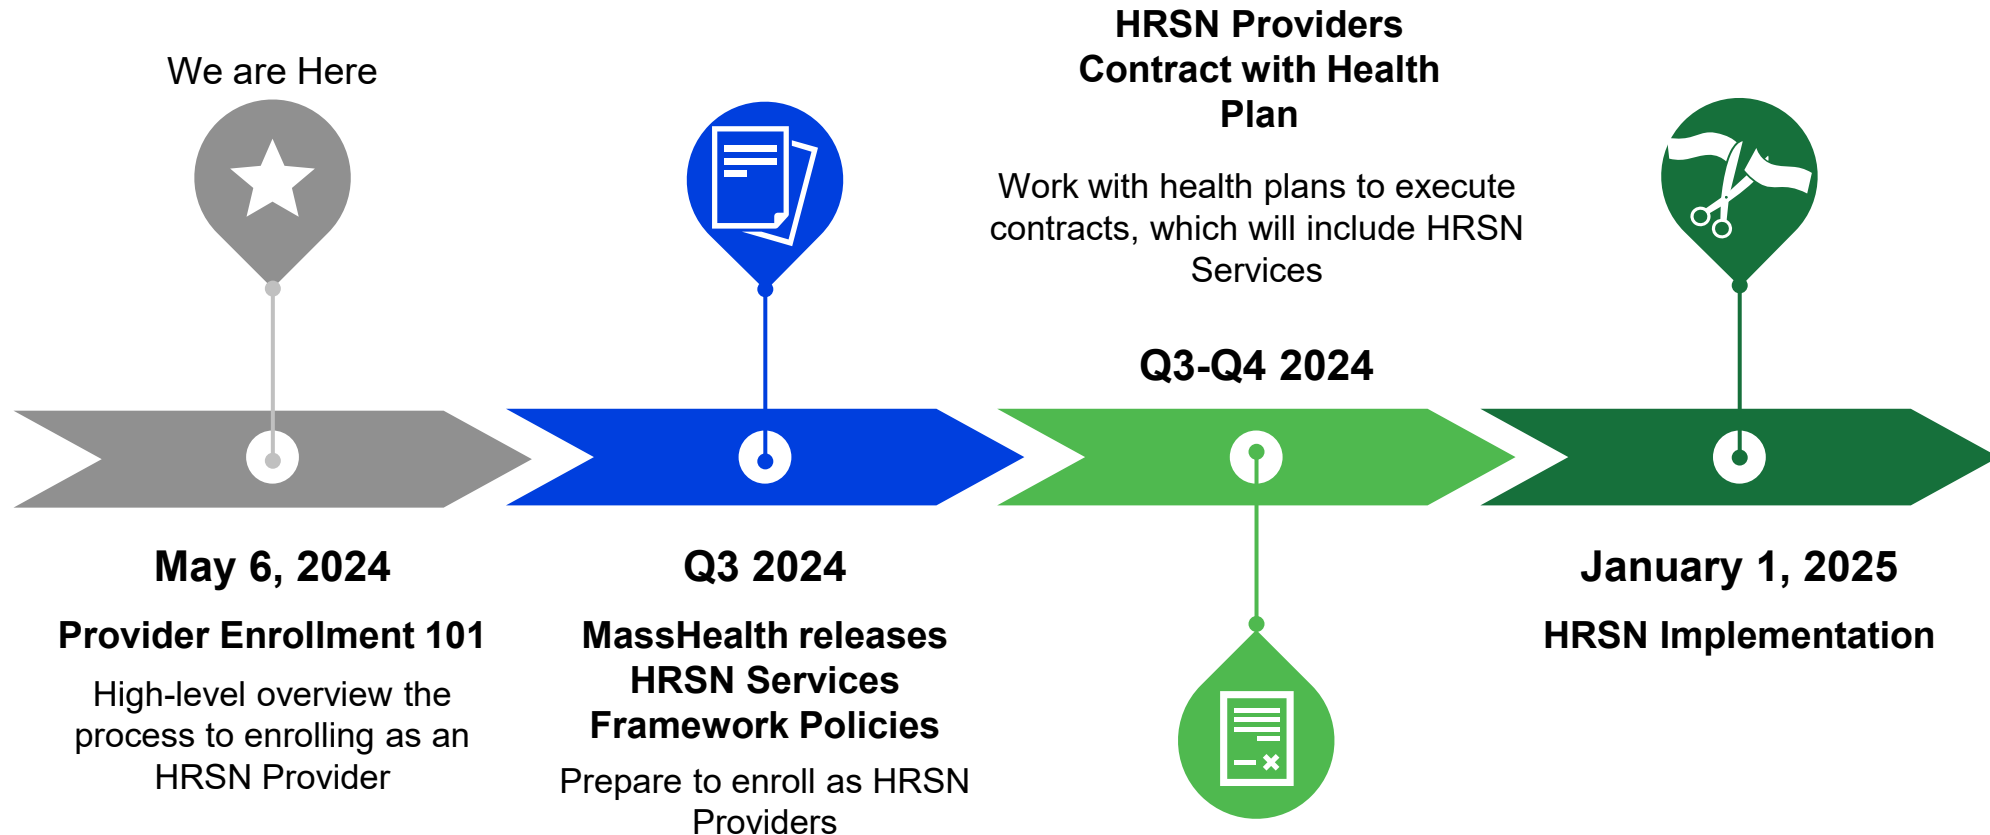 We are Here
May 6, 2024
Provider Enrollment 101
High-level overview the
process to enrolling as an
HRSN Provider
Q3 2024
MassHealth releases
HRSN Services
Framework Policies
Prepare to enroll as HRSN
Providers
HRSN Providers
Contract with Health
Plan
Work with health plans to execute
contracts, which will include HRSN
Services
Q3-Q4 2024
January 1, 2025
HRSN Implementation